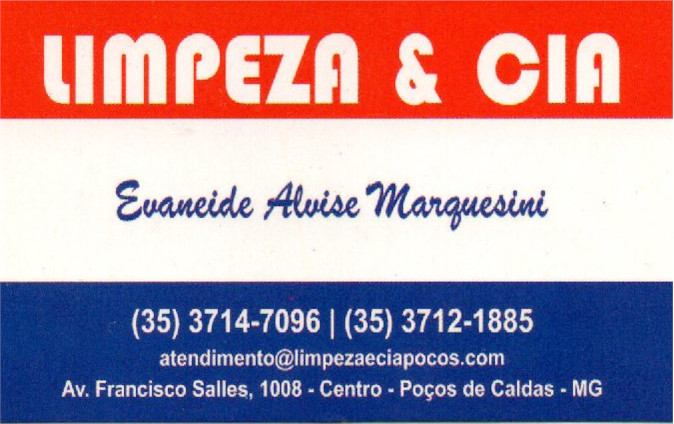 LIMPEZA & CIA
Evaneide Alvise Marquesini
(35) 3714-7096 | (35) 3712-1885
atendimento@limpezaeciapocos.com
Av. Francisco Salles, 1008 - Centro - Poços de Caldas - MG